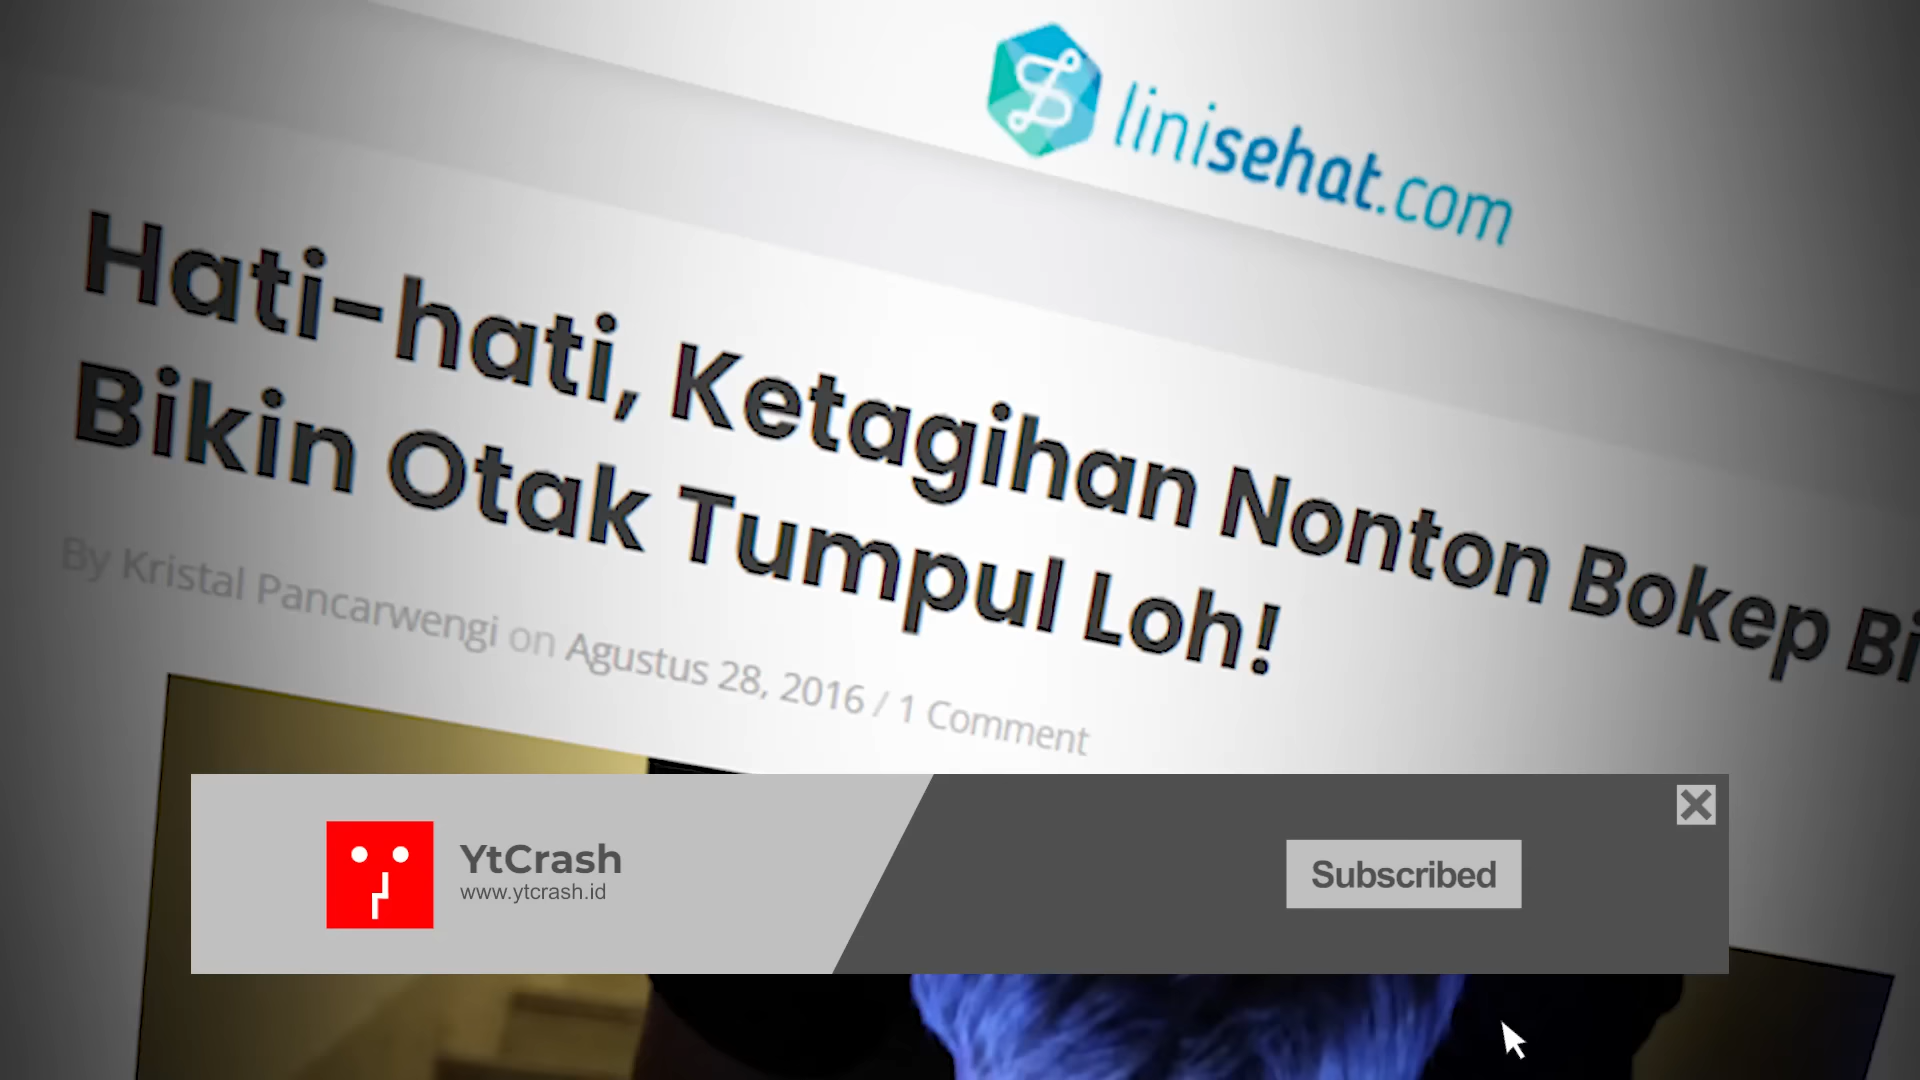 linisehat.com
Hati-hati, Ketagihan Nonton Bokep Bi
Bikin Otak Tumpul Loh!
By Kristal Pancarwengi on Agustus 28, 2016 / 1 Comment
YtCrash
www.ytcrash.id
Subscribed